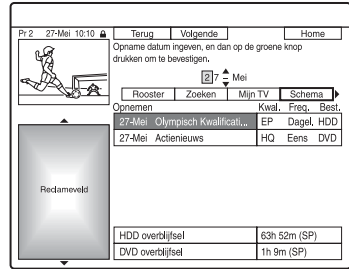 Pr 2 27-Mei 10:10
Terug Volgende Home
Opname datum ingeven, en dan op de groene knop
drukken om te bevestigen.
27 Mei
Rooster Zoeken Mijn TV Schema
Opnemen Kwal. Freq. Best.
27-Mei Olympisch Kwalificati... EP Dagel. HDD
27-Mei Actienieuws HQ Eens DVD
Reclameveld
HDD overblijfsel 63h 52m (SP)
DVD overblijfsel 1h 9m (SP)